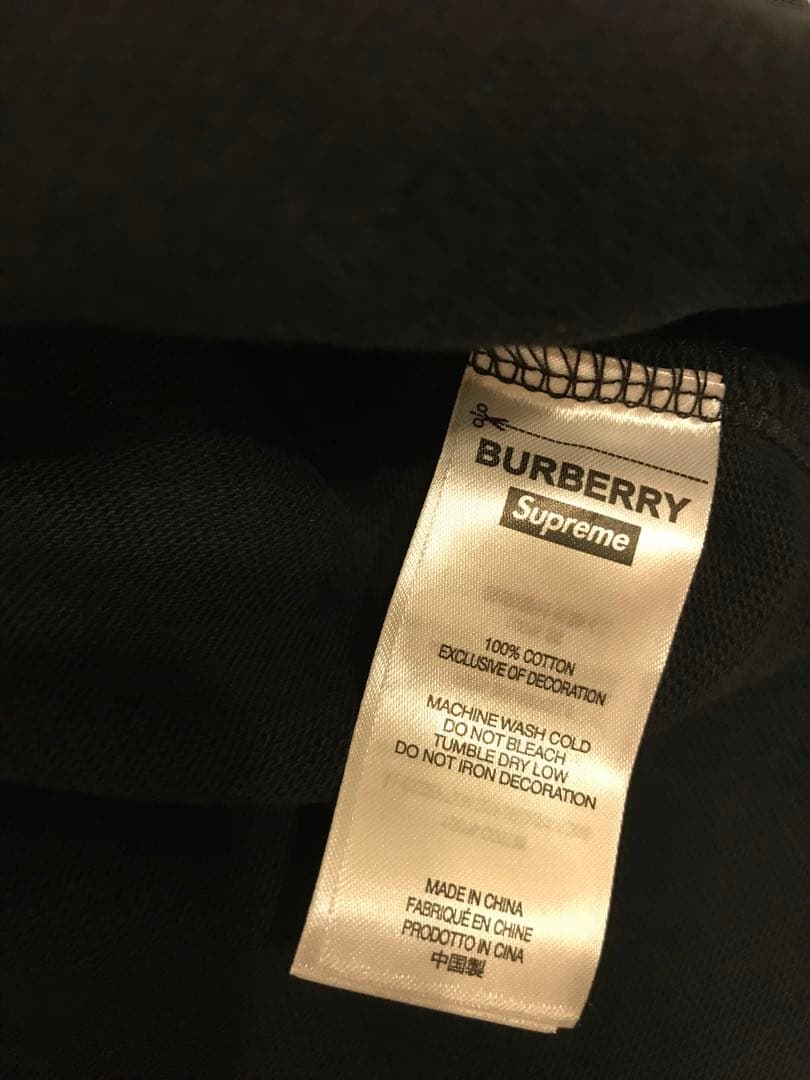 BURBERRY
Supreme
100% COTTON
EXCLUSIVE OF DECORATION
MACHINE WASH COLD
DO NOT BLEACH
TUMBLE DRY LOW
DO NOT IRON DECORATION
MADE IN CHINA
FABRIQUÉ EN CHINE
PRODOTTO IN CINA
中国製